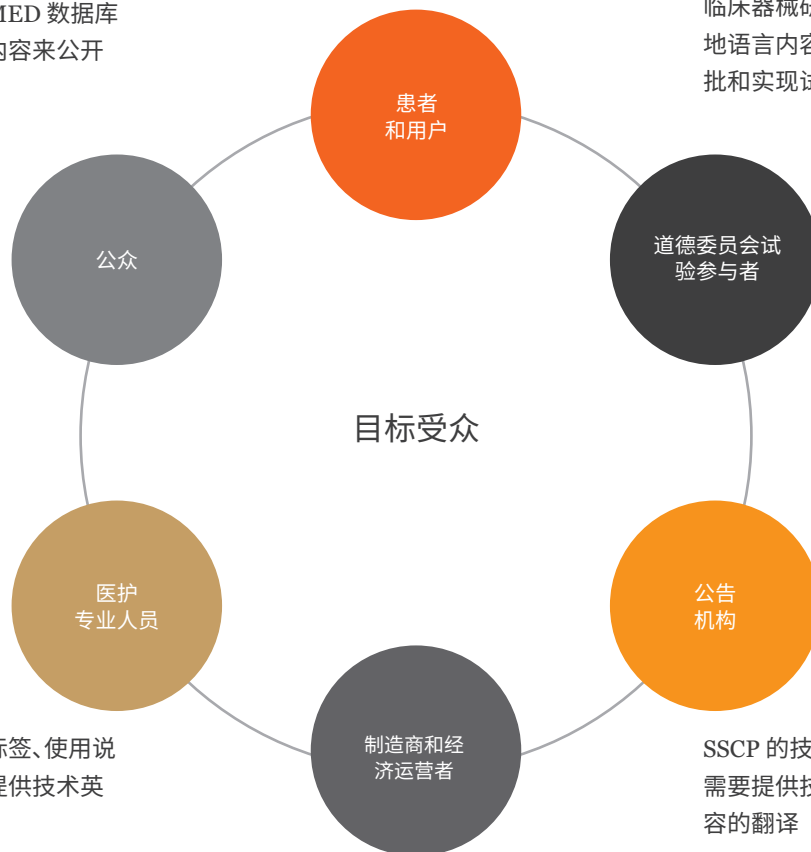 MED 数据库
内容来公开
临床器械研
地语言内容
批和实现试
患者
和用户
公众
道德委员会试
验参与者
目标受众
医护
专业人员
公告
机构
制造商和经
济运营者
标签、使用说
提供技术英
SSCP 的技
需要提供技
容的翻译